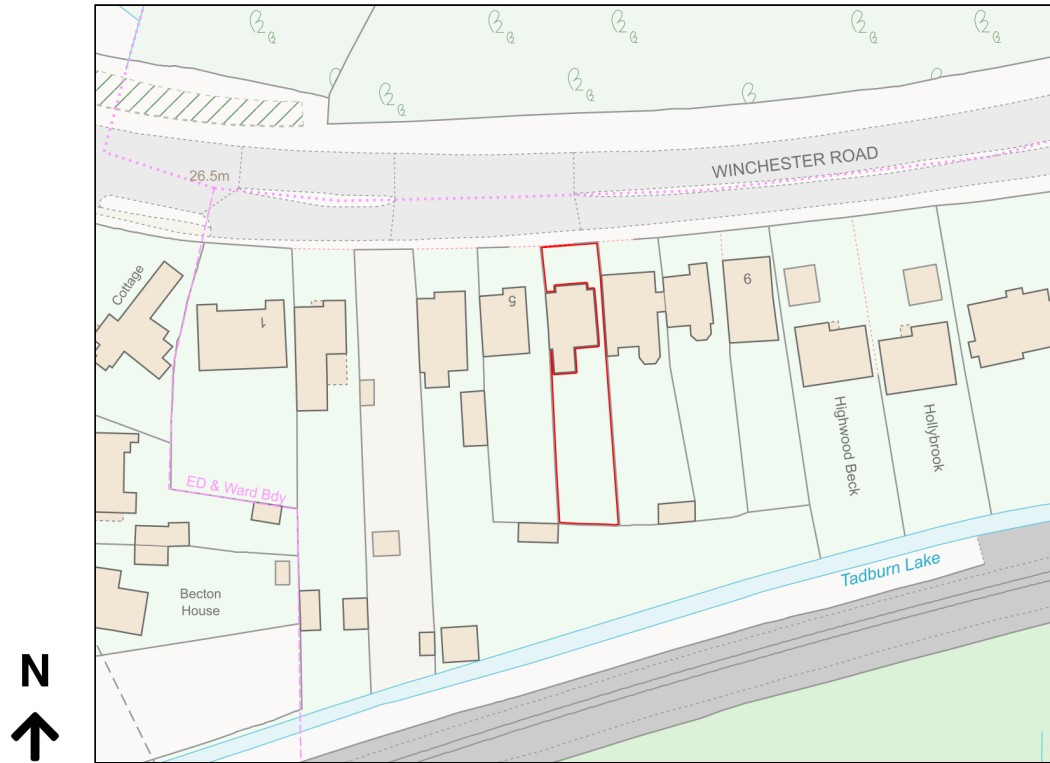 26.5m
WINCHESTER ROAD
Cottage
1
5
9
ED & Ward Bdy
Highwood Beck
Hollybrook
Becton
House
Tadburn Lake
N